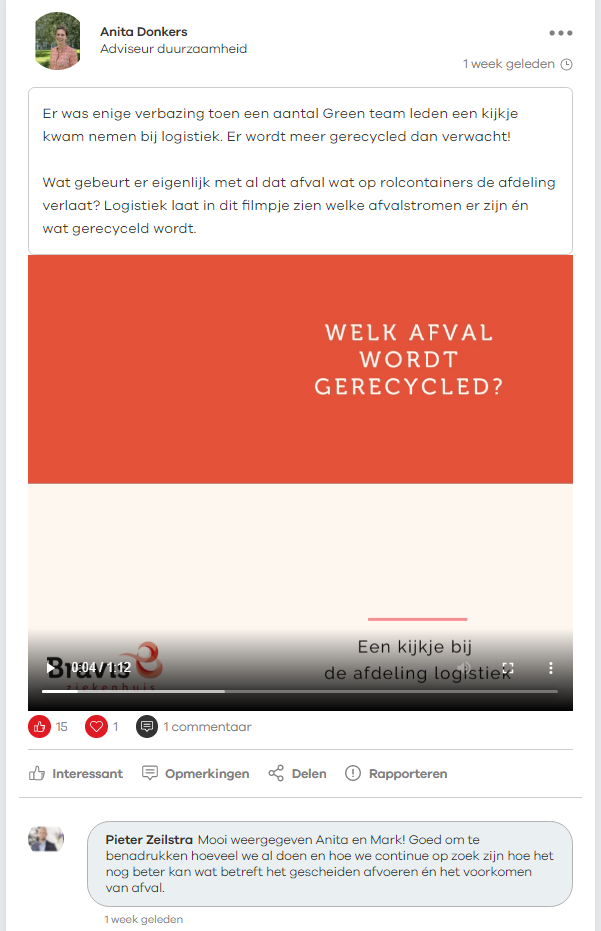 Anita Donkers
Adviseur duurzaamheid
1 week geleden
Er was enige verbazing toen een aantal Green team leden een kijkje
kwam nemen bij logistiek. Er wordt meer gerecycled dan verwacht!
Wat gebeurt er eigenlijk met al dat afval wat op rolcontainers de afdeling
verlaat? Logistiek laat in dit filmpje zien welke afvalstromen er zijn én
wat gerecyceld wordt.
WELK AFVAL
WORDT
GERECYCLED?
Een kijkje bij
de afdeling logistiek
Bravis
ziekenhuis
0:04 / 1:12
15
1
1 commentaar
Interessant
Opmerkingen
Delen
Rapporteren
Pieter Zeilstra Mooi weergegeven Anita en Mark! Goed om te
benadrukken hoeveel we al doen en hoe we continue op zoek zijn hoe het
nog beter kan wat betreft het gescheiden afvoeren én het voorkomen
van afval.
1 week geleden